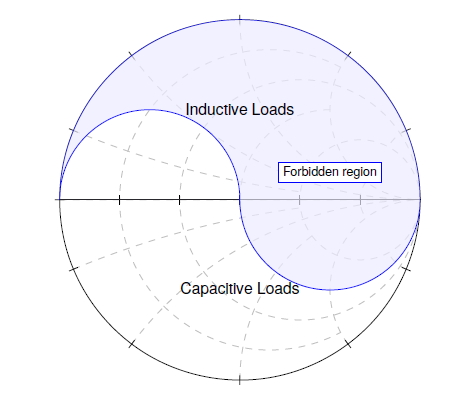 Inductive Loads
Forbidden region
Capacitive Loads